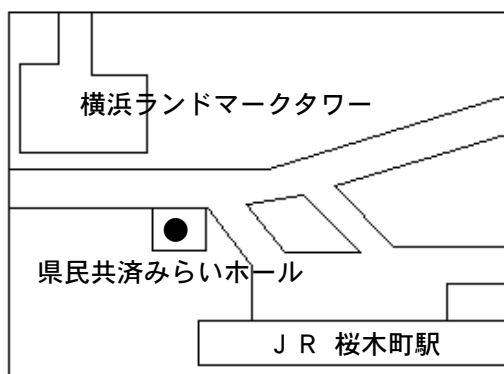 横浜ランドマークタワー
県民共済みらいホール
ＪＲ 桜木町駅